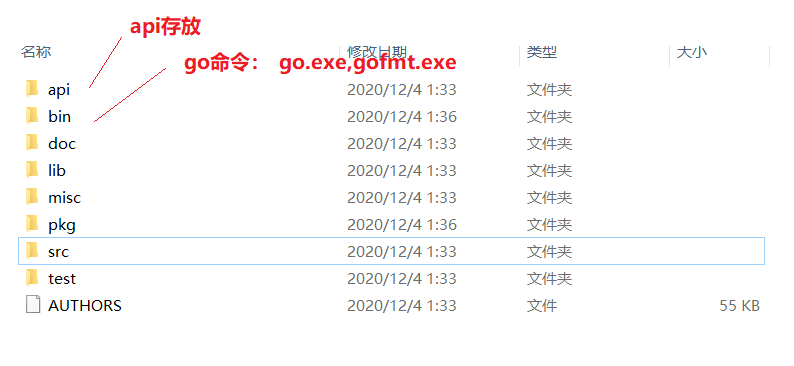 api存放
名称 修改日期 类型 大小
go命令： go.exe,gofmt.exe
api 2020/12/4 1:33 文件夹
bin 2020/12/4 1:36 文件夹
doc 2020/12/4 1:33 文件夹
lib 2020/12/4 1:33 文件夹
misc 2020/12/4 1:33 文件夹
pkg 2020/12/4 1:36 文件夹
src 2020/12/4 1:33 文件夹
test 2020/12/4 1:33 文件夹
AUTHORS 2020/12/4 1:33 文件 55 KB